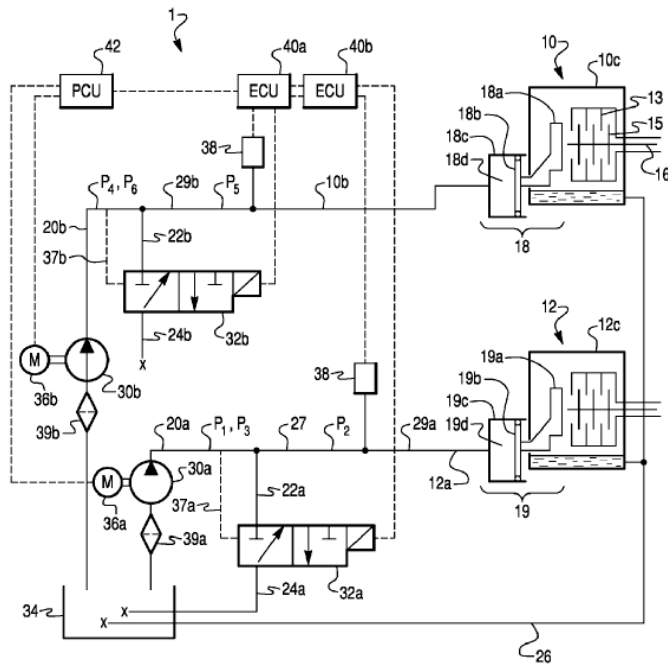 1
42
40a
40b
PCU
ECU
ECU
10
10c
13
18a
15
18b
18c
18d
16
38
P4, P6
29b
P5
10b
20b
22b
37b
18
24b
32b
x
M
36b
30b
12
12c
19a
19b
19c
19d
38
39b
20a
P1, P3
27
P2
29a
30a
M
36a
22a
37a
12a
19
39a
24a
32a
34
x
x
26